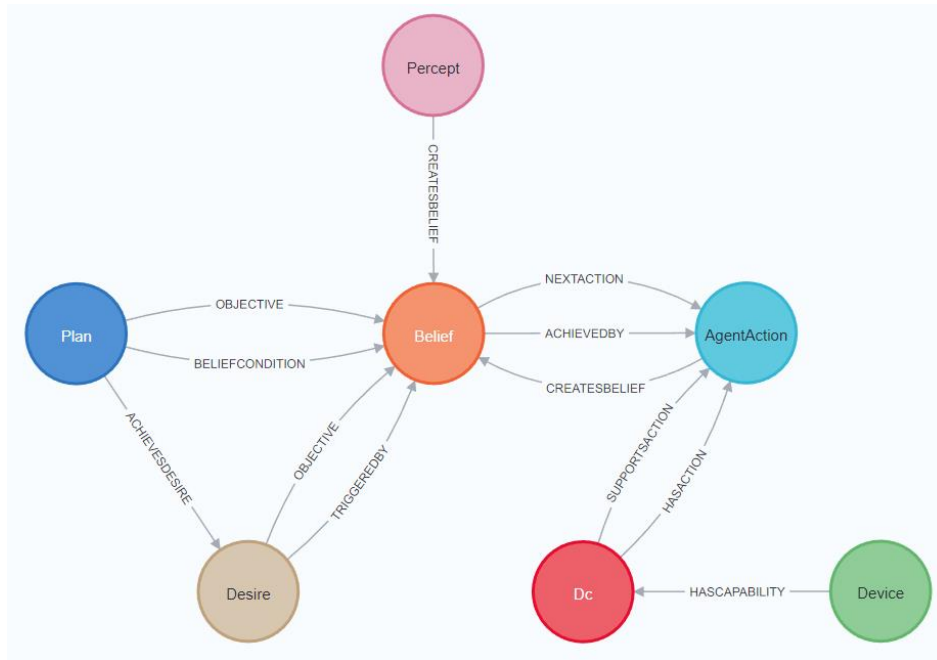 Percept
CREATESBELIEF
Plan
OBJECTIVE
BELIEFCONDITION
Belief
NEXTACTION
ACHIEVEDBY
CREATESBELIEF
AgentAction
ACHIEVESDESIRE
OBJECTIVE
TRIGGEREDBY
SUPPORTSACTION
HASACTION
Desire
Dc
HASCAPABILITY
Device